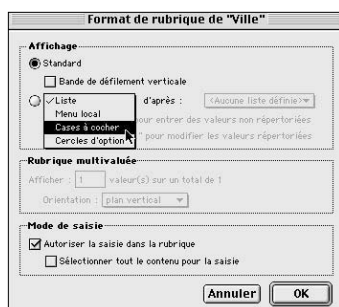 Format de rubrique de "Ville"
Affichage
Standard
Bande de défilement verticale
Liste d'après : <Aucune liste définie>
Menu local
Cases à cocher our entrer des valeurs non répertoriées
Cercles d'option " pour modifier les valeurs répertoriées
Rubrique multivaluée
Afficher : 1 valeur(s) sur un total de 1
Orientation : plan vertical
Mode de saisie
Autoriser la saisie dans la rubrique
Sélectionner tout le contenu pour la saisie
Annuler OK